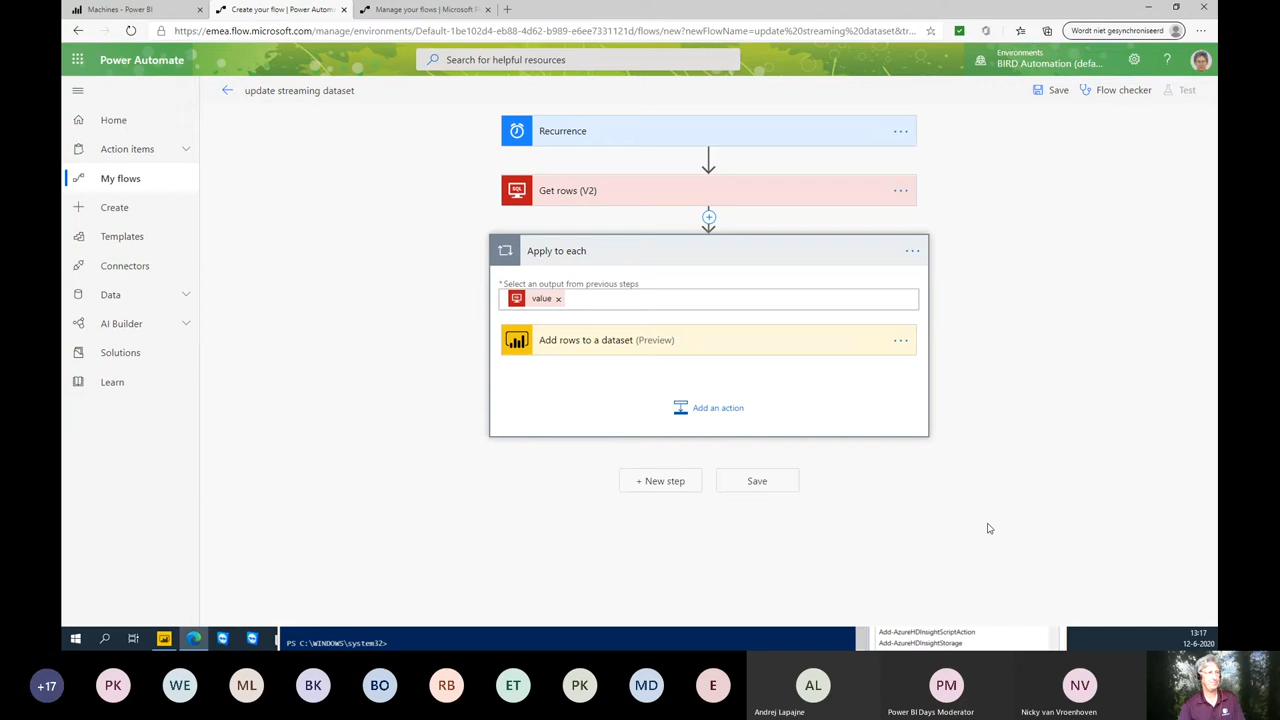 Machines - Power BI
Create your flow | Power Autom
Manage your flows | Microsoft P
https://emea.flow.microsoft.com/manage/environments/Default-1be102d4-eb88-4d62-b989-e6ee7331121d/flows/new?newFlowName=update%20streaming%20dataset&tr...
Wordt niet gesynchroniseerd
Power Automate
Search for helpful resources
Environments
BIRD Automation (defa...
update streaming dataset
Save
Flow checker
Test
Home
Action items
My flows
Create
Templates
Connectors
Data
AI Builder
Solutions
Learn
Recurrence
SQL
Get rows (V2)
Apply to each
* Select an output from previous steps
value
Add rows to a dataset (Preview)
Add an action
+ New step
Save
PS C:\WINDOWS\system32>
Add-AzureHDInsightScriptAction
Add-AzureHDInsightStorage
13:17
12-6-2020
+17
PK
WE
ML
BK
BO
RB
ET
PK
MD
E
AL
PM
NV
Andrej Lapajne
Power BI Days Moderator
Nicky van Vroenhoven